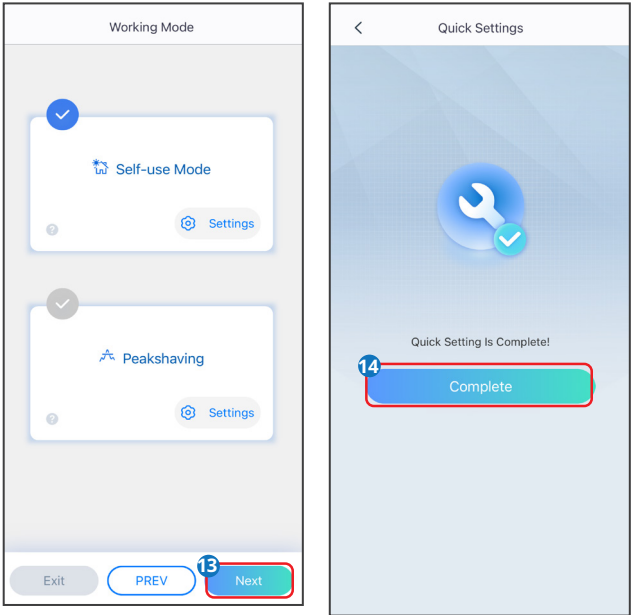 Working Mode
Self-use Mode
?
Settings
Peakshaving
?
Settings
Exit
PREV
13
Next
Quick Settings
Quick Setting Is Complete!
14
Complete